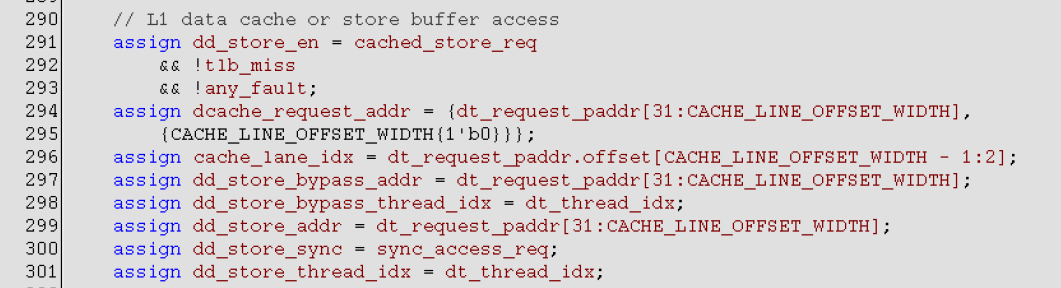 290 // L1 data cache or store buffer access
291 assign dd_store_en = cached_store_req
292 && !tlb_miss
293 && !any_fault;
294 assign dcache_request_addr = {dt_request_paddr[31:CACHE_LINE_OFFSET_WIDTH],
295 {CACHE_LINE_OFFSET_WIDTH{1'b0}}};
296 assign cache_lane_idx = dt_request_paddr.offset[CACHE_LINE_OFFSET_WIDTH - 1:2];
297 assign dd_store_bypass_addr = dt_request_paddr[31:CACHE_LINE_OFFSET_WIDTH];
298 assign dd_store_bypass_thread_idx = dt_thread_idx;
299 assign dd_store_addr = dt_request_paddr[31:CACHE_LINE_OFFSET_WIDTH];
300 assign dd_store_sync = sync_access_req;
301 assign dd_store_thread_idx = dt_thread_idx;